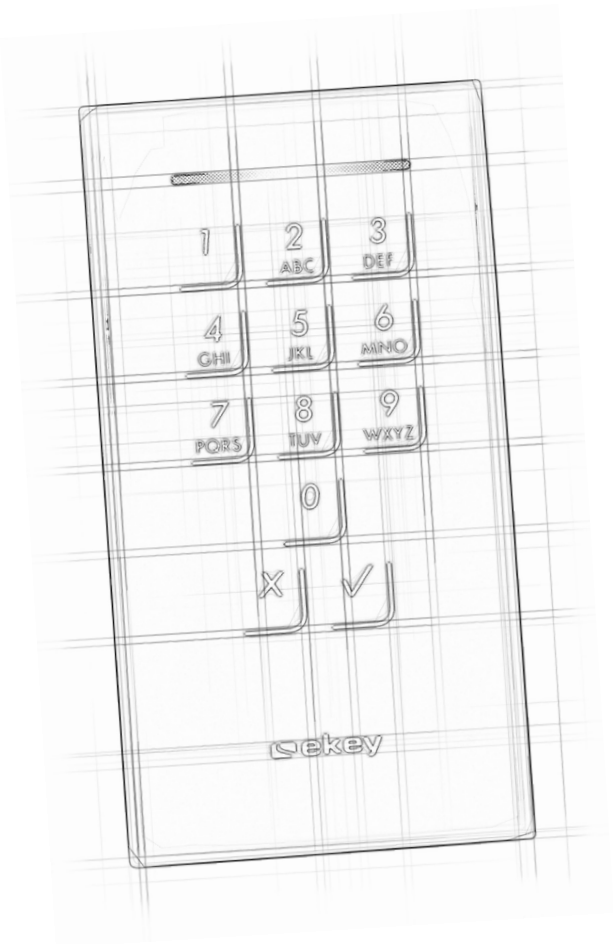 1 2 3
ABC DEF
4 5 6
GHI JKL MNO
7 8 9
PQRS TUV WXYZ
0
ekey